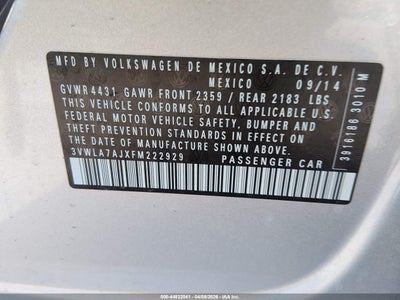 MFD BY VOLKSWAGEN DE MEXICO S.A. DE C.V.
MEXICO 09/14
GVWR 4431 GAWR FRONT 2359 / REAR 2183 LBS
THIS VEHICLE CONFORMS TO ALL APPLICABLE U.S.
FEDERAL MOTOR VEHICLE SAFETY, BUMPER AND
THEFT PREVENTION STANDARDS IN EFFECT ON THE
DATE OF MANUFACTURE SHOWN ABOVE.
3VWLA7AJXFM222929 PASSENGER CAR
3916186 3010 M